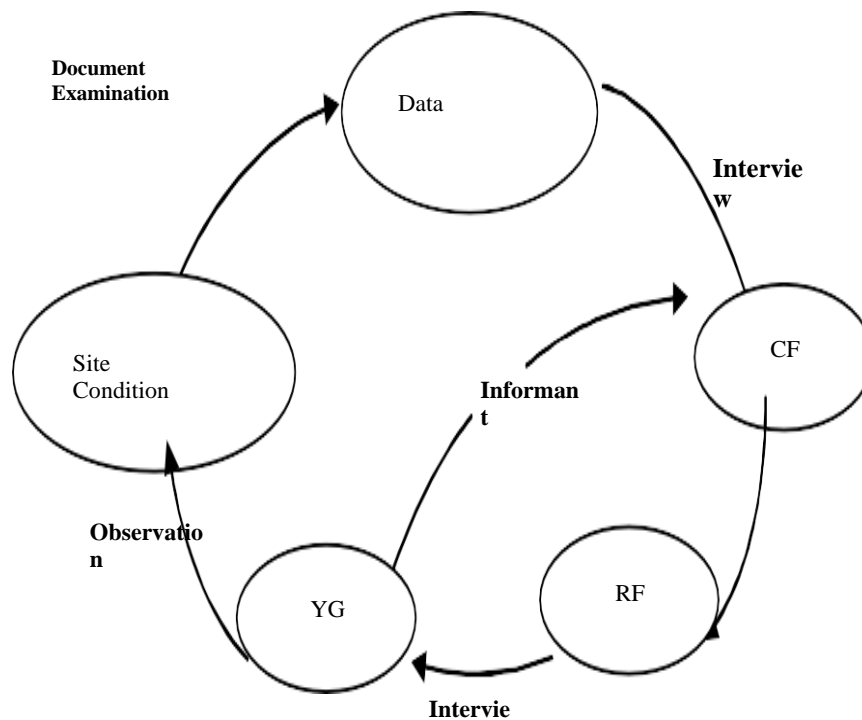 Document
Examination
Data
Intervie
w
CF
Site
Condition
Informan
t
Observatio
n
YG
RF
Intervie